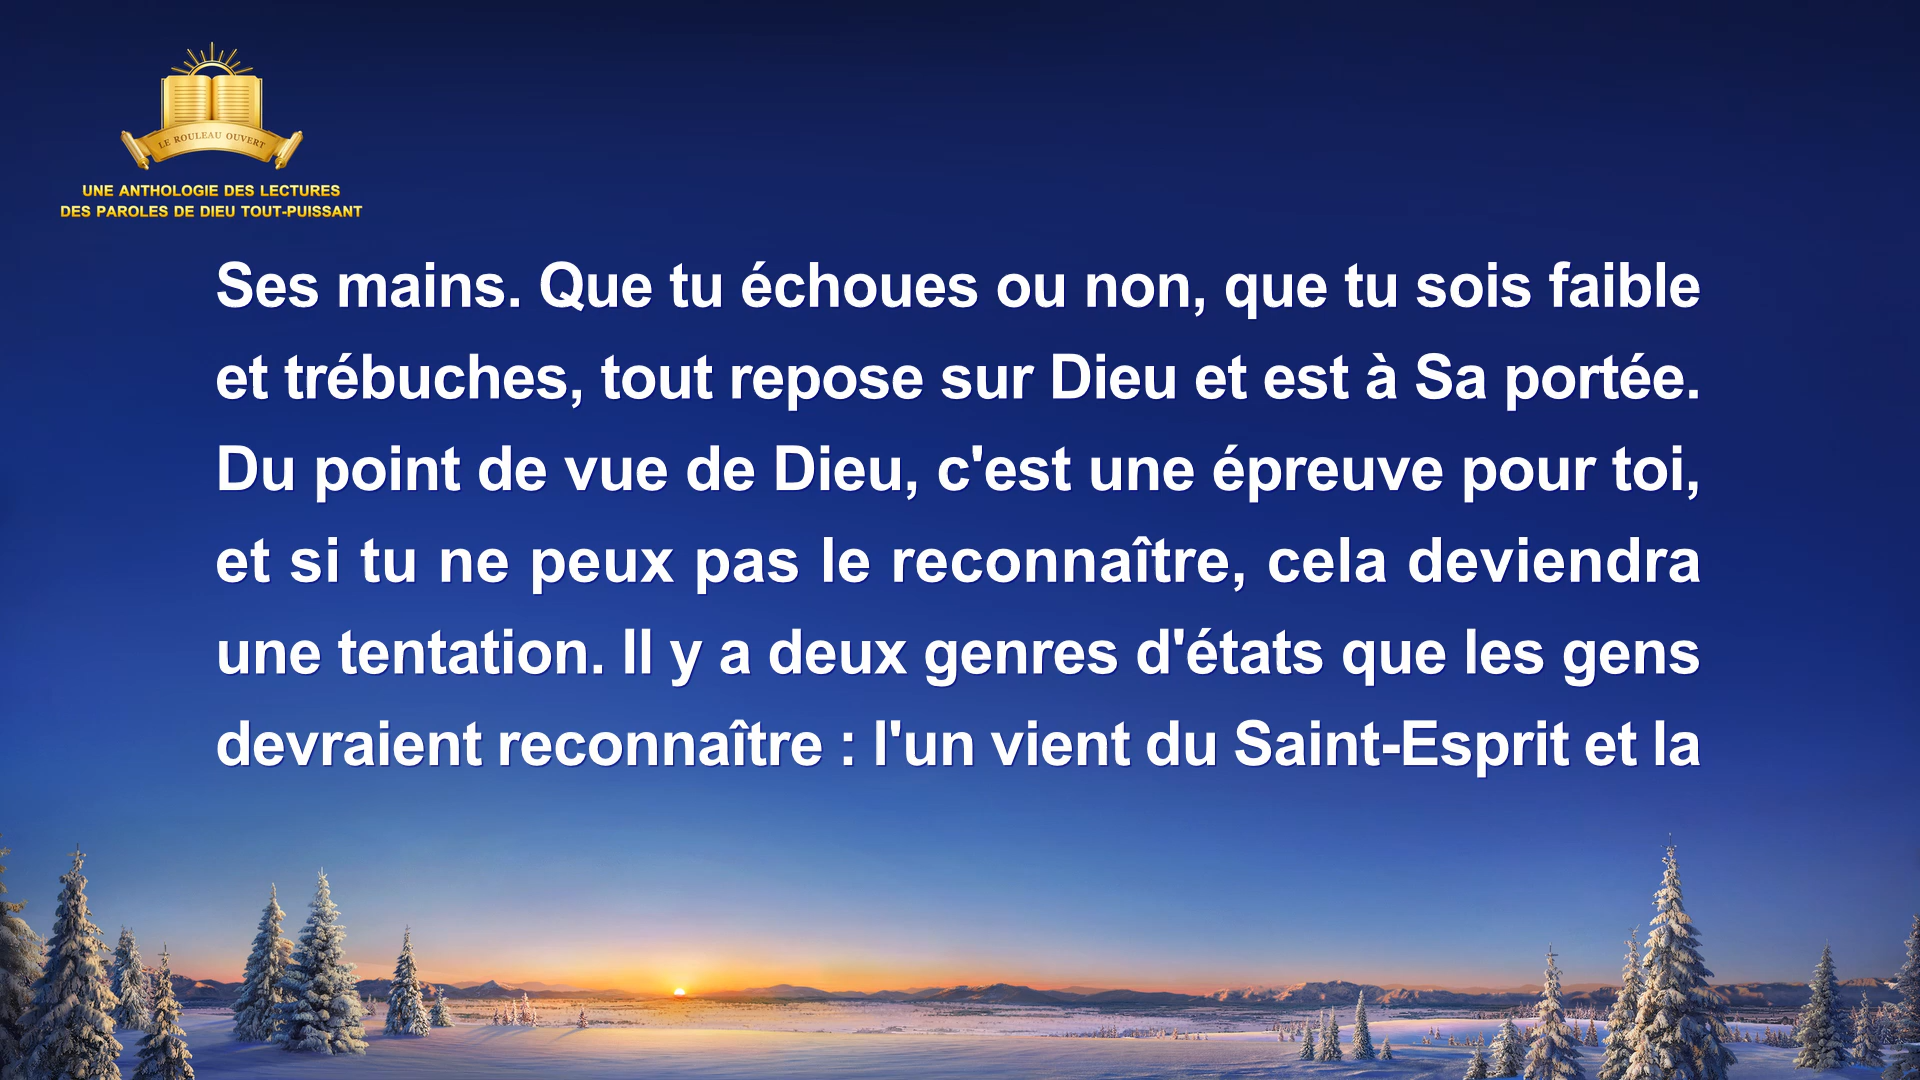 LE ROULEAU OUVERT
UNE ANTHOLOGIE DES LECTURES
DES PAROLES DE DIEU TOUT-PUISSANT
Ses mains. Que tu échoues ou non, que tu sois faible
et trébuches, tout repose sur Dieu et est à Sa portée.
Du point de vue de Dieu, c'est une épreuve pour toi,
et si tu ne peux pas le reconnaître, cela deviendra
une tentation. Il y a deux genres d'états que les gens
devraient reconnaître : l'un vient du Saint-Esprit et la